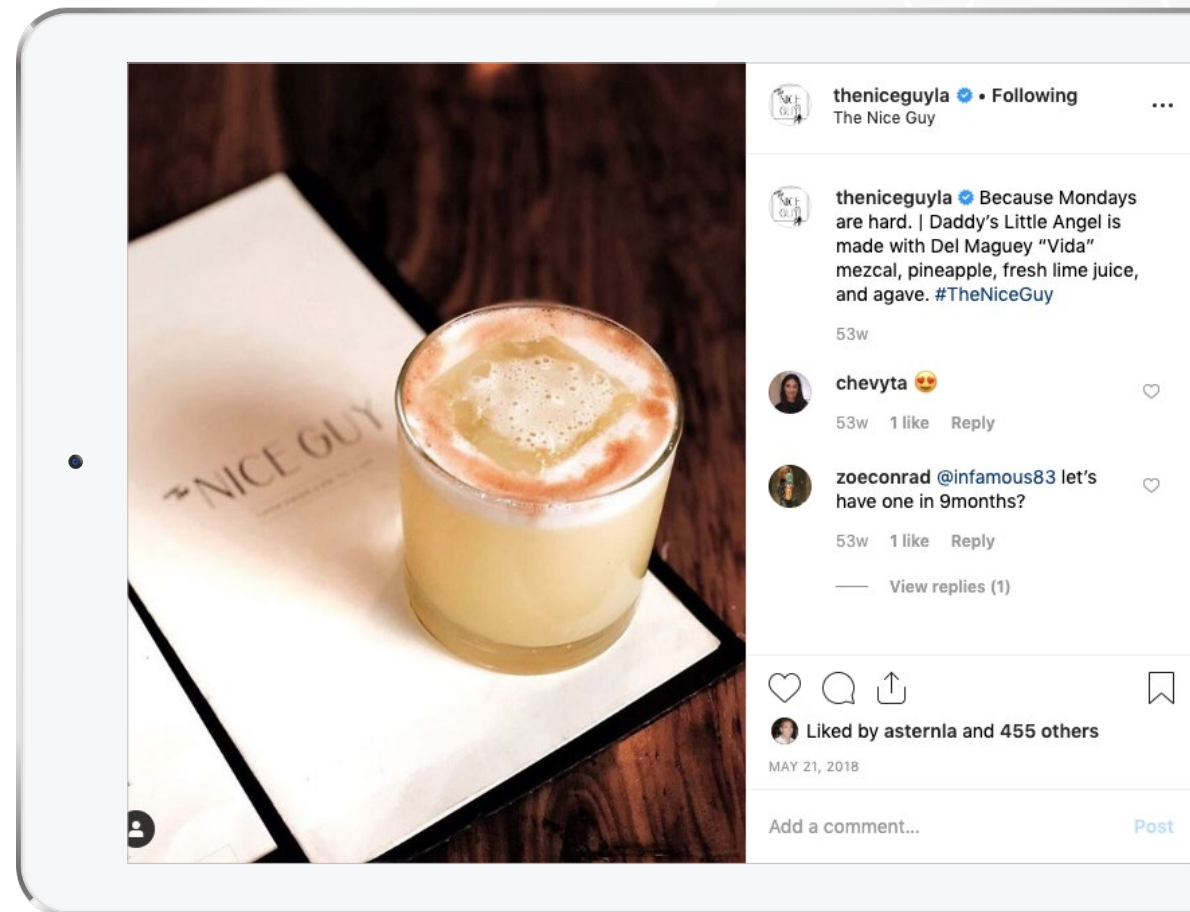 theniceguyla • Following
The Nice Guy
theniceguyla Because Mondays
are hard. | Daddy’s Little Angel is
made with Del Maguey “Vida”
mezcal, pineapple, fresh lime juice,
and agave. #TheNiceGuy
53w
chevyta 😍
53w 1 like Reply
zoeconrad @infamous83 let’s
have one in 9months?
53w 1 like Reply
View replies (1)
Liked by asternla and 455 others
MAY 21, 2018
Add a comment... Post
The NICE GUY